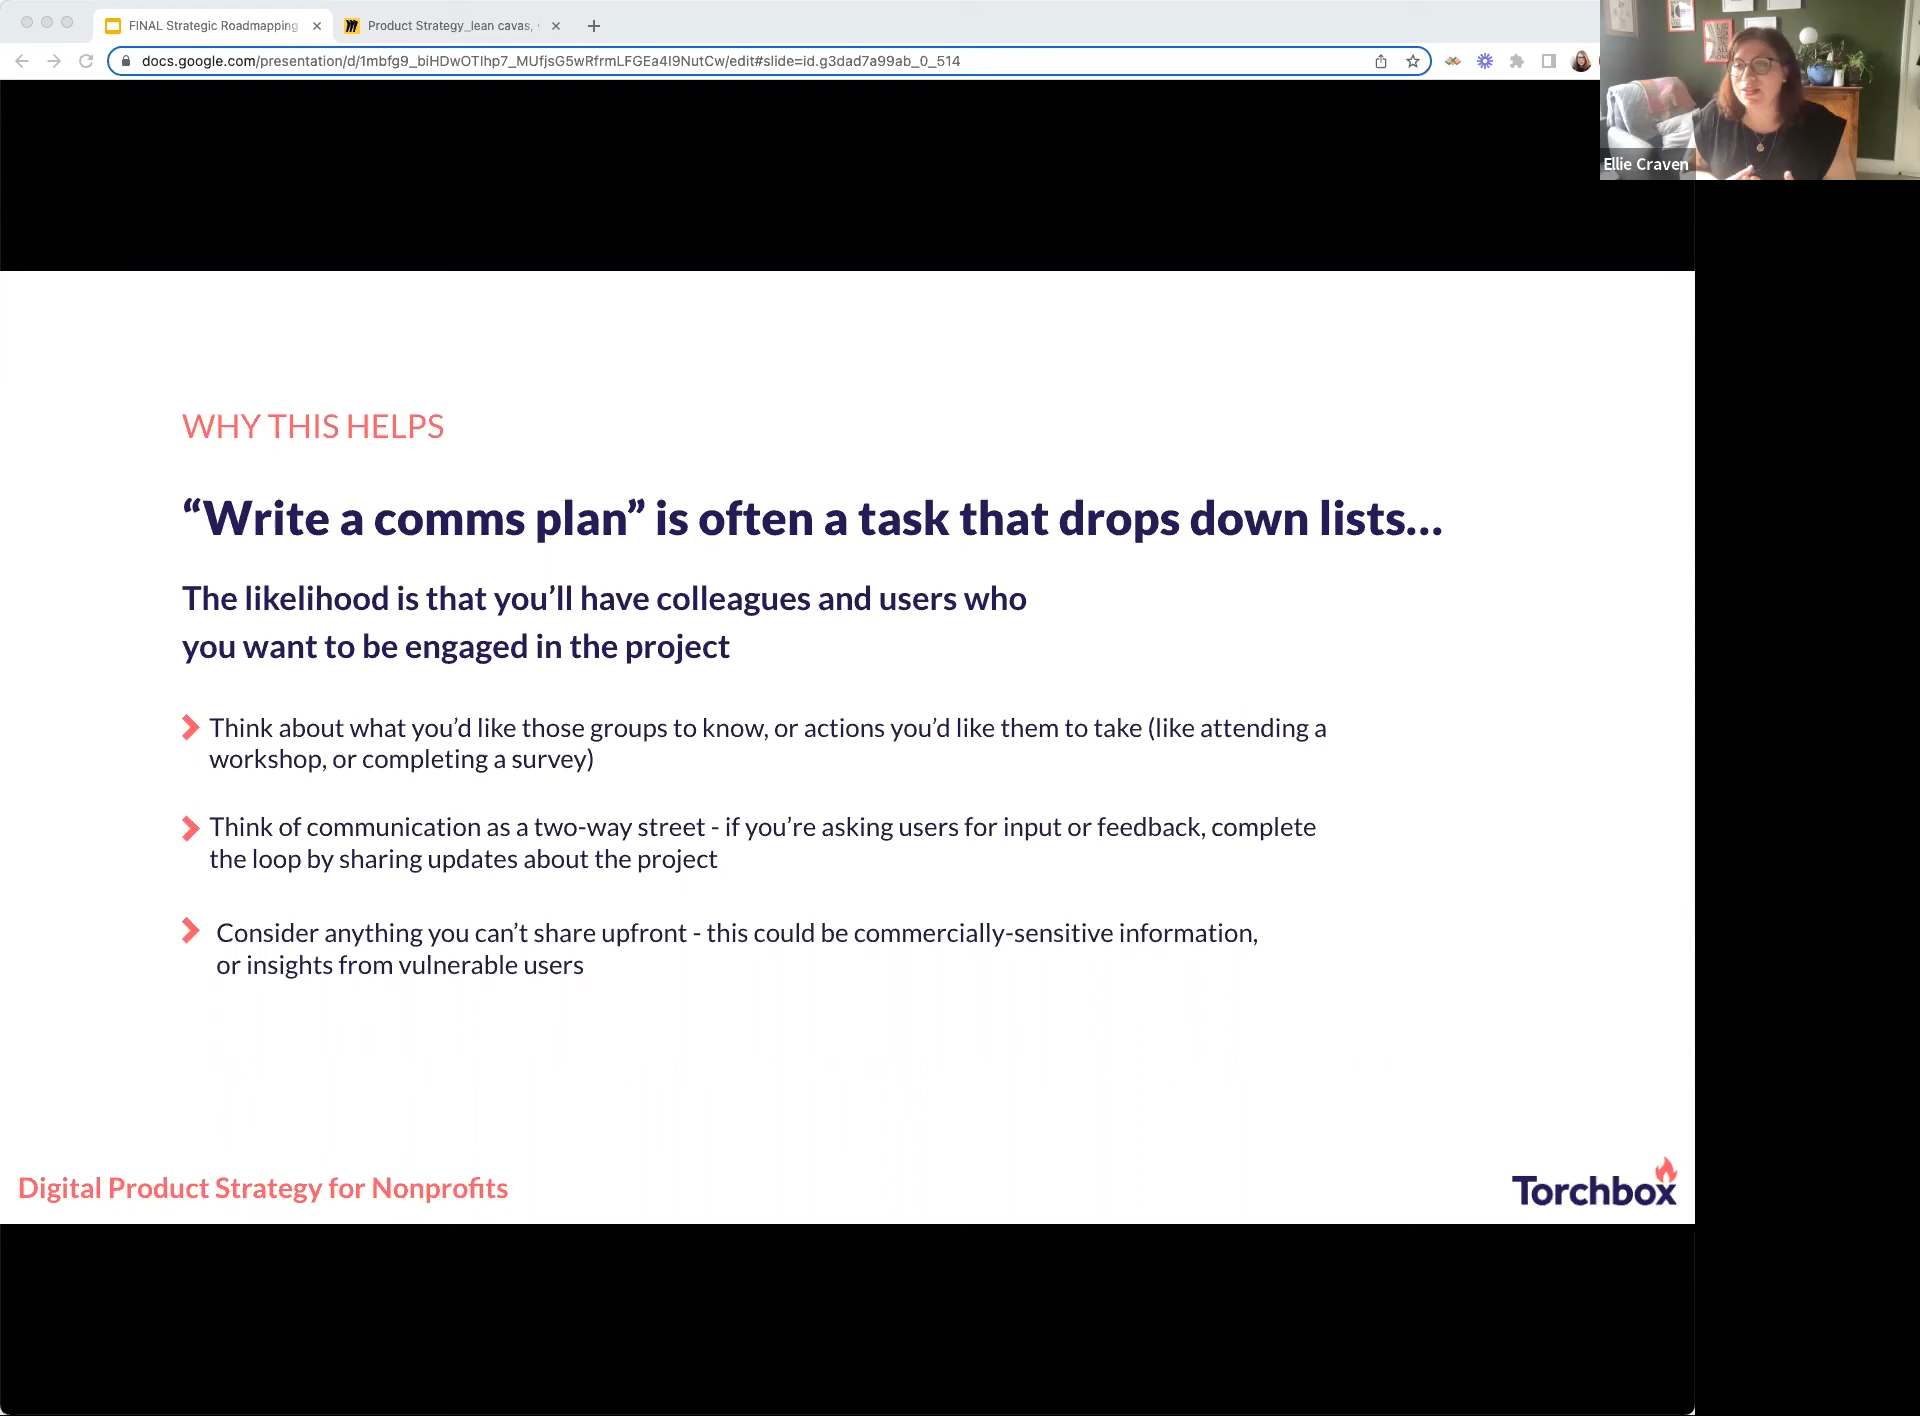 FINAL Strategic Roadmapping
Product Strategy_lean cavas,
docs.google.com/presentation/d/1mbfg9_biHDwOTIhp7_MUfjsG5wRfrmLFGEa4I9NutCw/edit#slide=id.g3dad7a99ab_0_514
Ellie Craven
WHY THIS HELPS
“Write a comms plan” is often a task that drops down lists...
The likelihood is that you’ll have colleagues and users who
you want to be engaged in the project
Think about what you’d like those groups to know, or actions you’d like them to take (like attending a
workshop, or completing a survey)
Think of communication as a two-way street - if you’re asking users for input or feedback, complete
the loop by sharing updates about the project
Consider anything you can’t share upfront - this could be commercially-sensitive information,
or insights from vulnerable users
Digital Product Strategy for Nonprofits
Torchbox